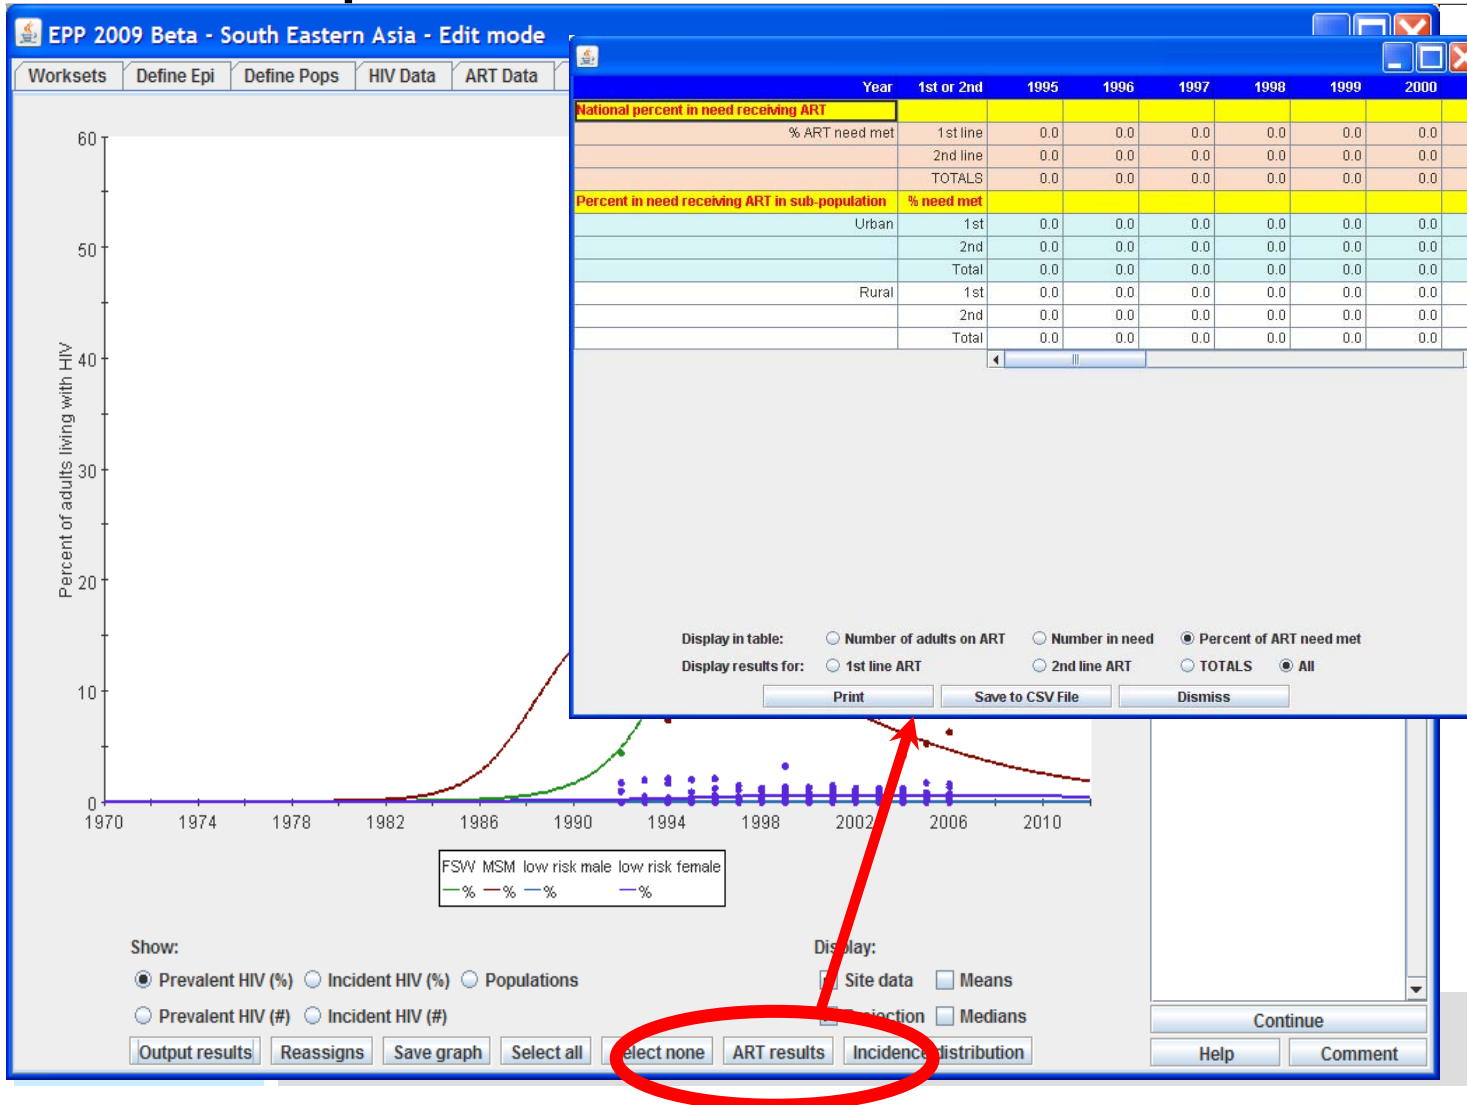 EPP 2009 Beta - South Eastern Asia - Edit mode
Worksets Define Epi Define Pops HIV Data ART Data
Year 1st or 2nd 1995 1996 1997 1998 1999 2000
National percent in need receiving ART
% ART need met 1st line 0.0 0.0 0.0 0.0 0.0 0.0
2nd line 0.0 0.0 0.0 0.0 0.0 0.0
TOTALS 0.0 0.0 0.0 0.0 0.0 0.0
Percent in need receiving ART in sub-population % need met
Urban 1st 0.0 0.0 0.0 0.0 0.0 0.0
2nd 0.0 0.0 0.0 0.0 0.0 0.0
Total 0.0 0.0 0.0 0.0 0.0 0.0
Rural 1st 0.0 0.0 0.0 0.0 0.0 0.0
2nd 0.0 0.0 0.0 0.0 0.0 0.0
Total 0.0 0.0 0.0 0.0 0.0 0.0
Display in table: Number of adults on ART Number in need Percent of ART need met
Display results for: 1st line ART 2nd line ART TOTALS All
Print Save to CSV File Dismiss
Percent of adults living with HIV
60
50
40
30
20
10
0
1970 1974 1978 1982 1986 1990 1994 1998 2002 2006 2010
FSW MSM low risk male low risk female
% % % %
Show:
Prevalent HIV (%) Incident HIV (%) Populations
Prevalent HIV (#) Incident HIV (#)
Display:
Site data Means
Projection Medians
Output results Reassigns Save graph Select all Select none ART results Incidence distribution
Continue
Help Comment